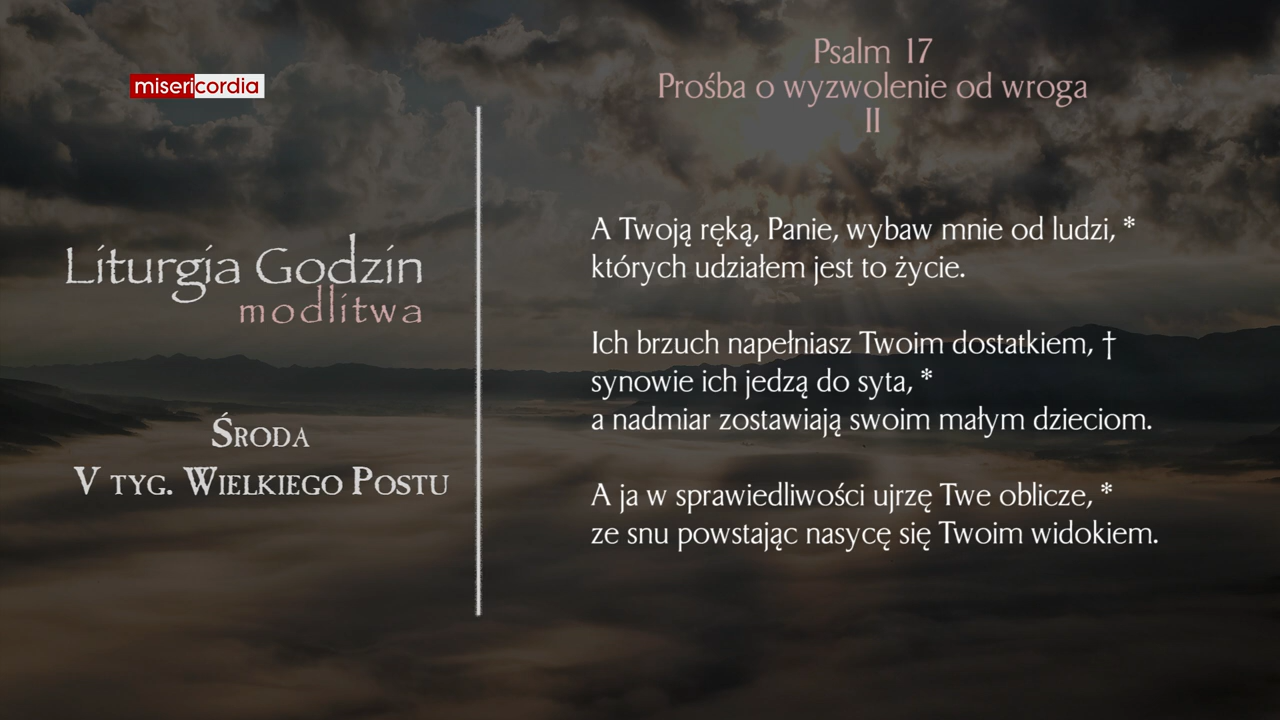 misericordia
Liturgia Godzin
modlitwa
Środa
V tyg. Wielkiego Postu
Psalm 17
Prośba o wyzwolenie od wroga
II
A Twoją ręką, Panie, wybaw mnie od ludzi, *
których udziałem jest to życie.
Ich brzuch napełniasz Twoim dostatkiem, †
synowie ich jedzą do syta, *
a nadmiar zostawiają swoim małym dzieciom.
A ja w sprawiedliwości ujrzę Twe oblicze, *
ze snu powstając nasycę się Twoim widokiem.